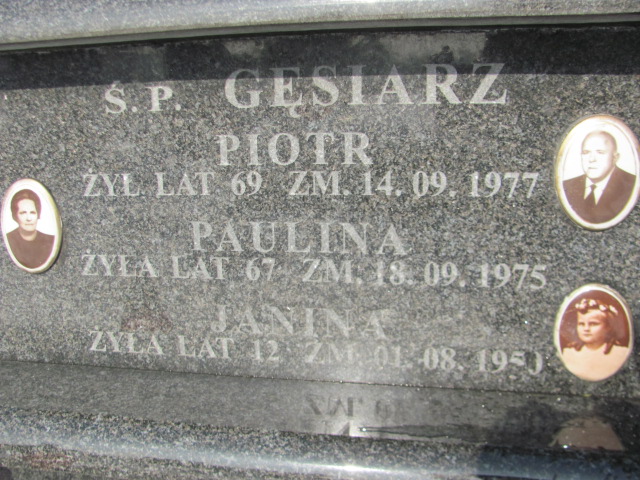 Ś.P. GĘSIARZ
PIOTR
ŻYŁ LAT 69 ZM. 14.09.1977
PAULINA
ŻYŁA LAT 67 ZM. 18.09.1975
JANINA
ŻYŁA LAT 12 ZM 01.08.1950